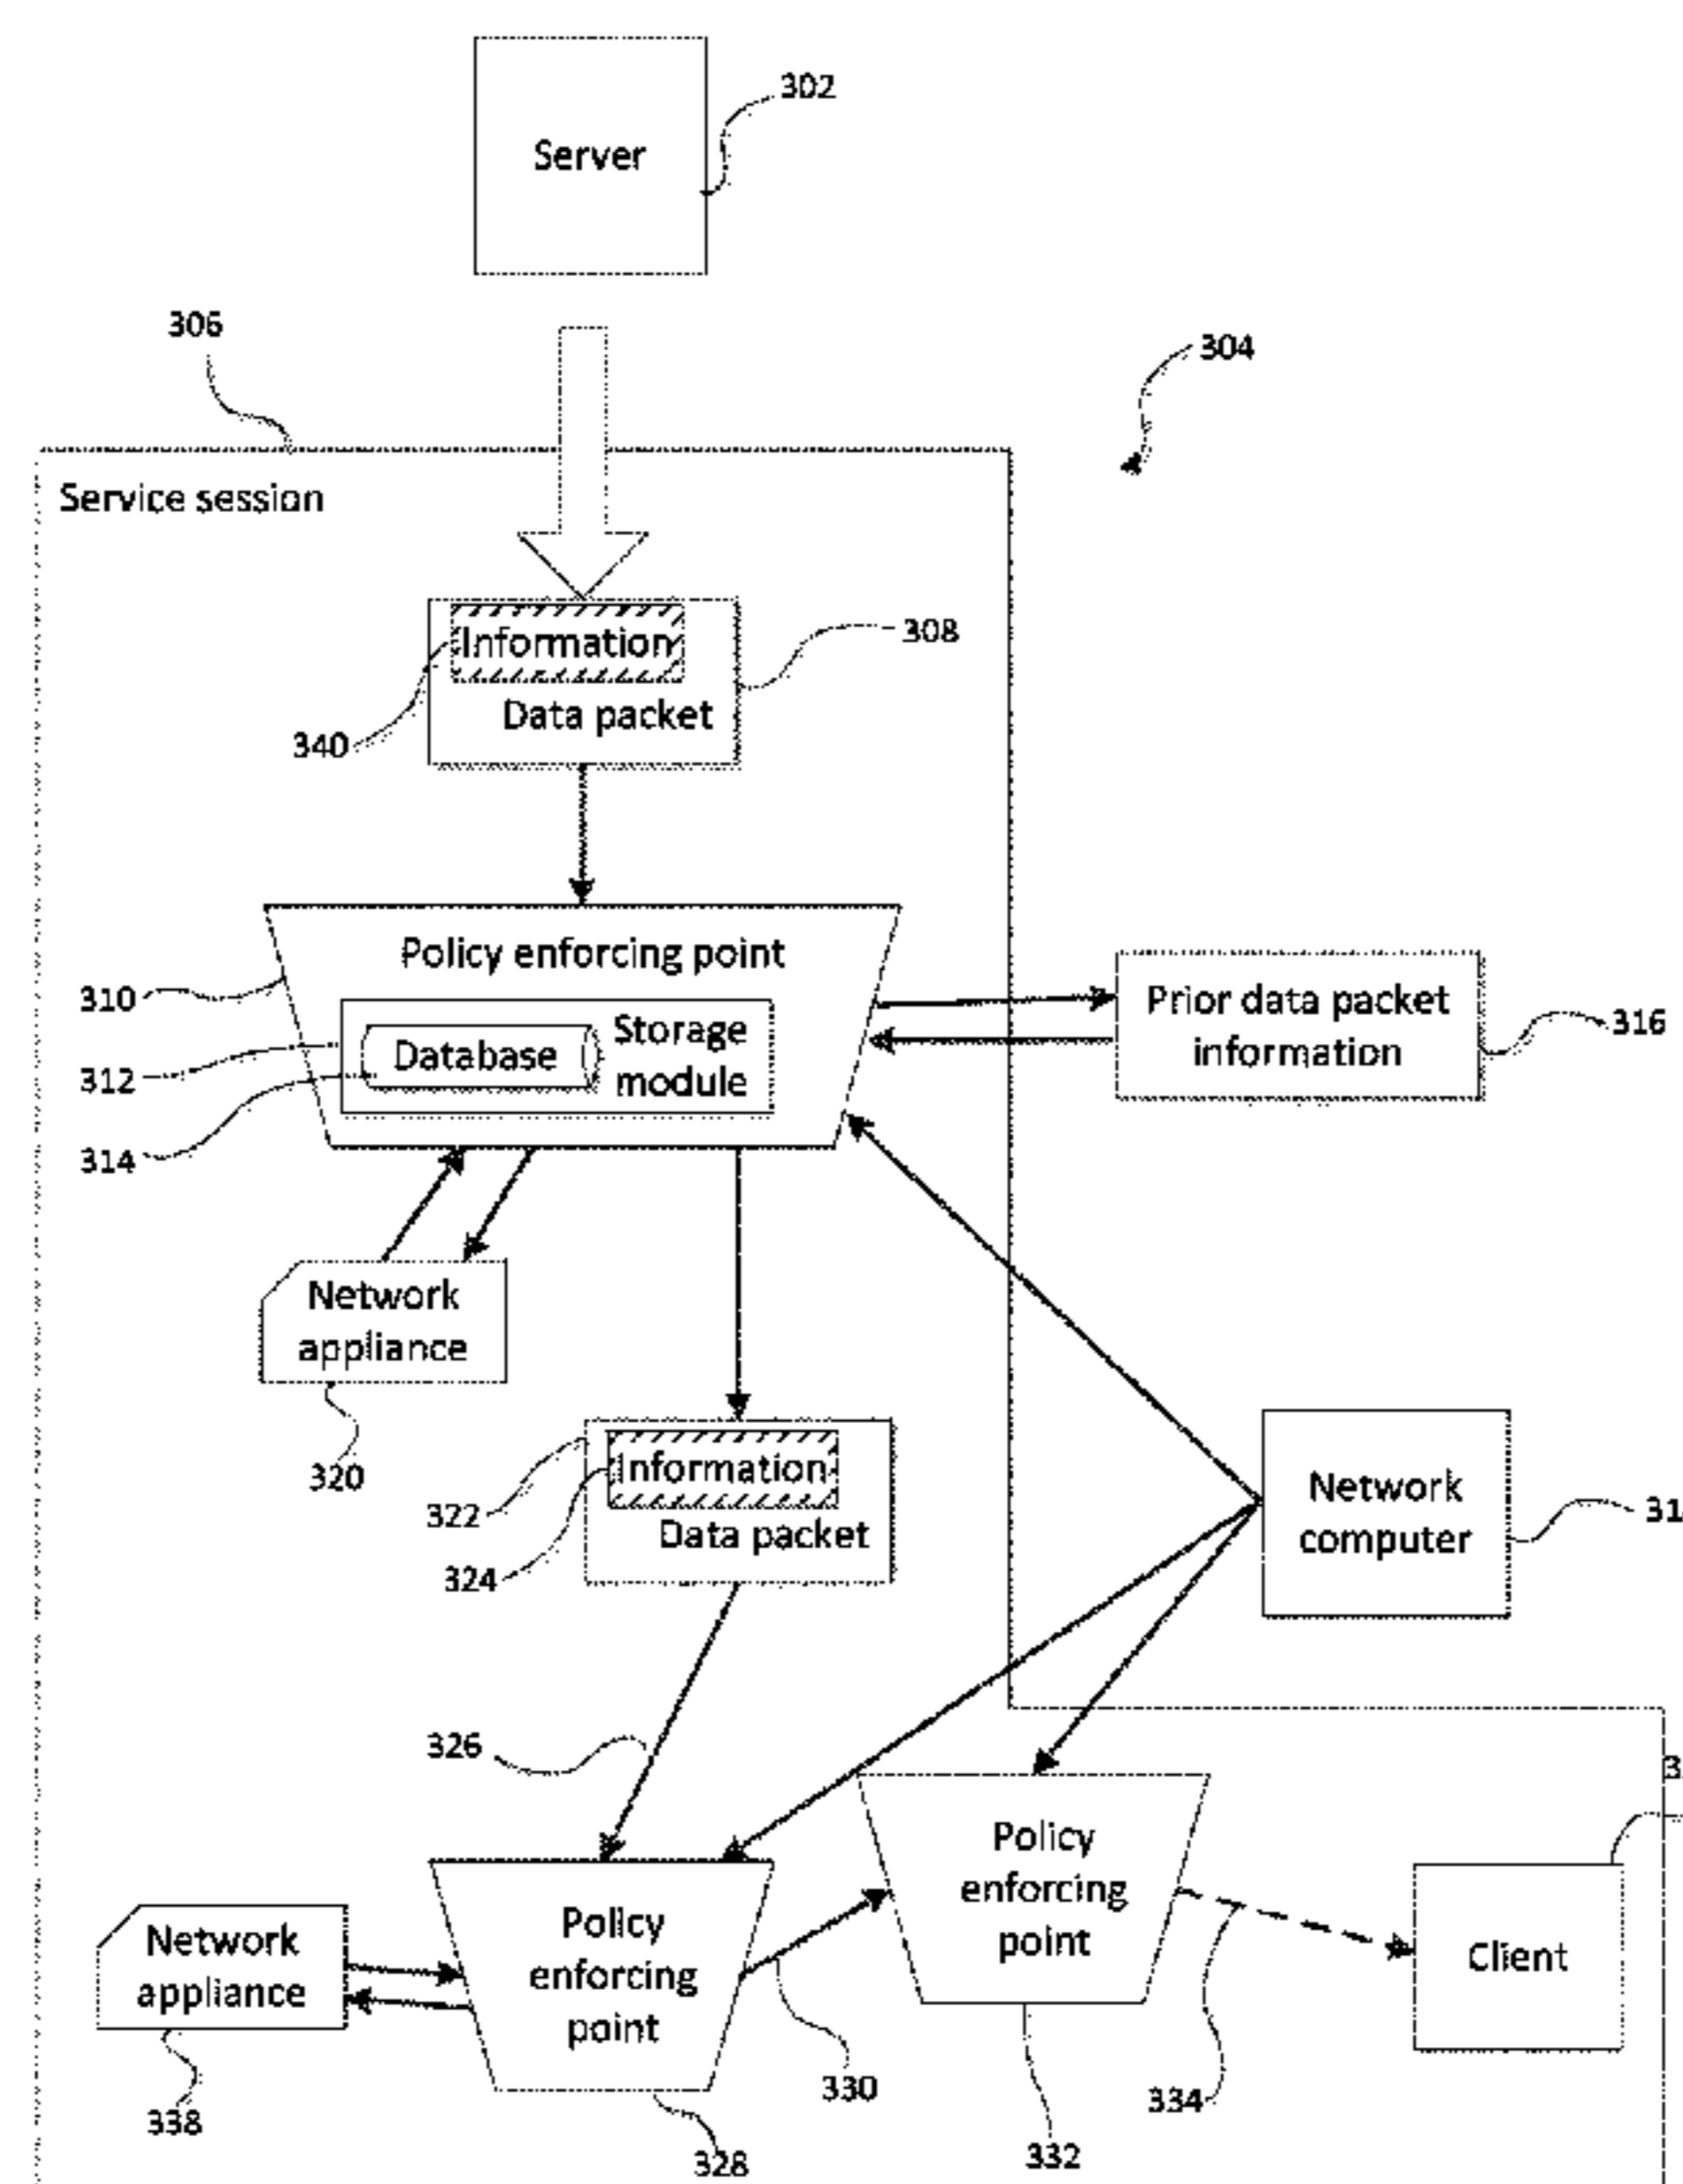 302
Server
306
304
Service session
Information
308
Data packet
340
Policy enforcing point
310
Prior data packet
information
316
Database
Storage
module
312
314
Network
appliance
320
Information
322
Data packet
324
Network
computer
326
Policy
enforcing
point
Client
Policy
enforcing
point
Network
appliance
330
334
338
328
332